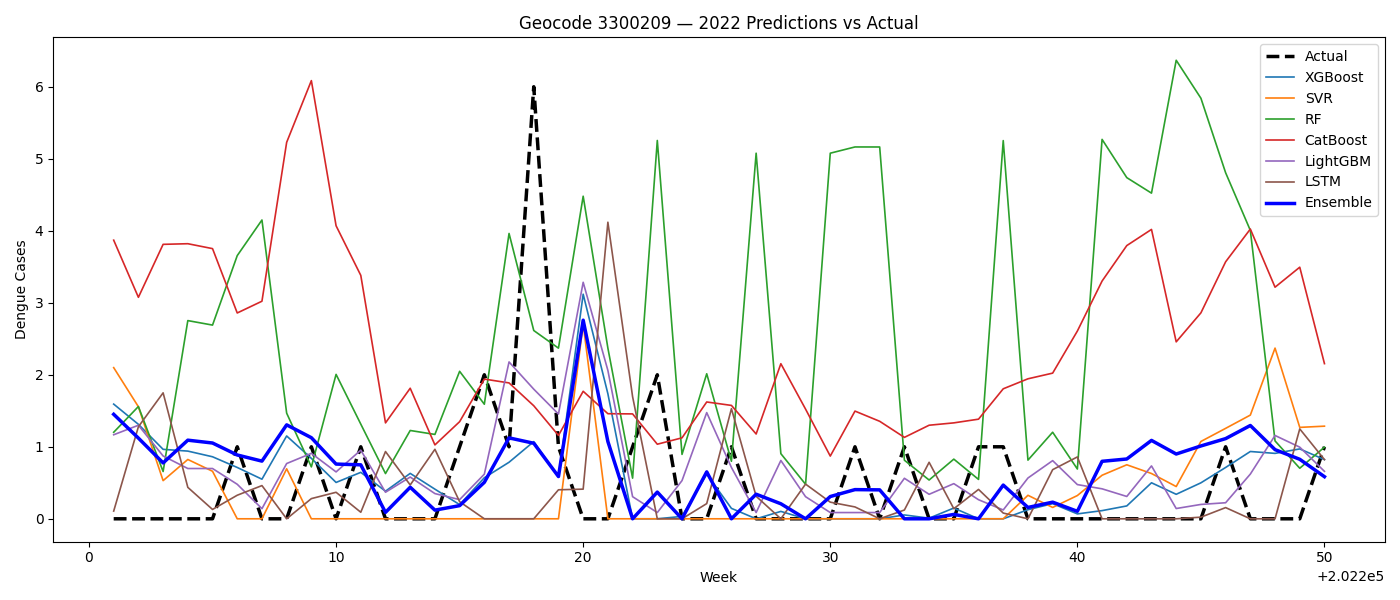 Geocode 3300209 — 2022 Predictions vs Actual
Dengue Cases
6
5
4
3
2
1
0
Actual
XGBoost
SVR
RF
CatBoost
LightGBM
LSTM
Ensemble
0 10 20 30 40 50
Week
+2.022e5